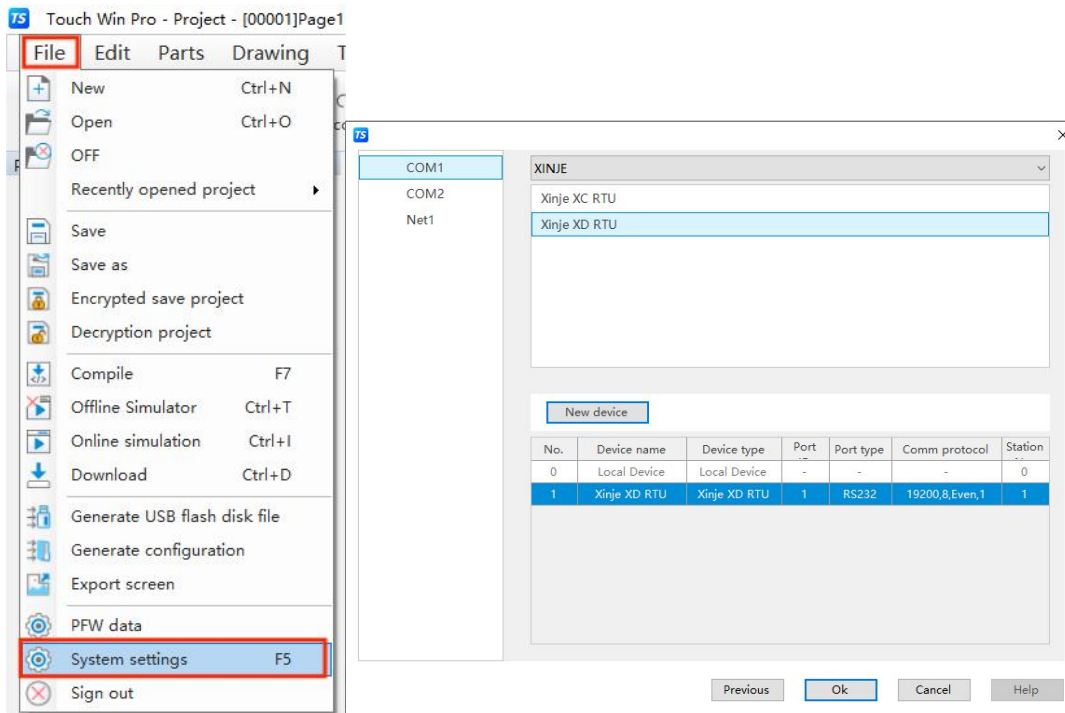 TS Touch Win Pro - Project - [00001]Page1
File Edit Parts Drawing T
New Ctrl+N
Open Ctrl+O
OFF
Recently opened project
Save
Save as
Encrypted save project
Decryption project
Compile F7
Offline Simulator Ctrl+T
Online simulation Ctrl+I
Download Ctrl+D
Generate USB flash disk file
Generate configuration
Export screen
PFW data
System settings F5
Sign out
TS
COM1
COM2
Net1
XINJE
Xinje XC RTU
Xinje XD RTU
New device
No. Device name Device type Port Port type Comm protocol Station
0 Local Device Local Device - - - 0
1 Xinje XD RTU Xinje XD RTU 1 RS232 19200,8,Even,1 1
Previous Ok Cancel Help